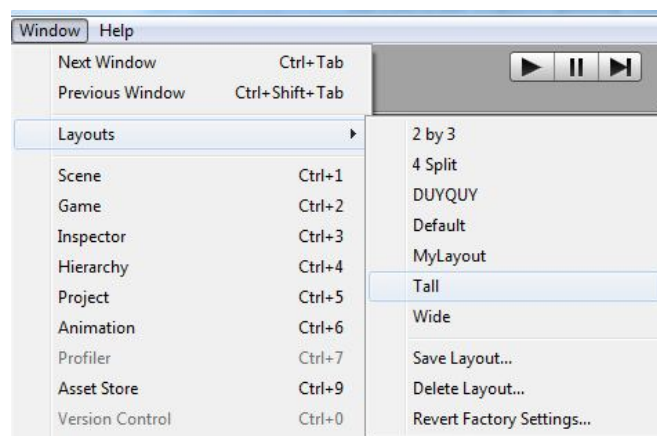 Window Help
Next Window Ctrl+Tab
Previous Window Ctrl+Shift+Tab
Layouts
Scene Ctrl+1
Game Ctrl+2
Inspector Ctrl+3
Hierarchy Ctrl+4
Project Ctrl+5
Animation Ctrl+6
Profiler Ctrl+7
Asset Store Ctrl+9
Version Control Ctrl+0
2 by 3
4 Split
DUYQUY
Default
MyLayout
Tall
Wide
Save Layout...
Delete Layout...
Revert Factory Settings...